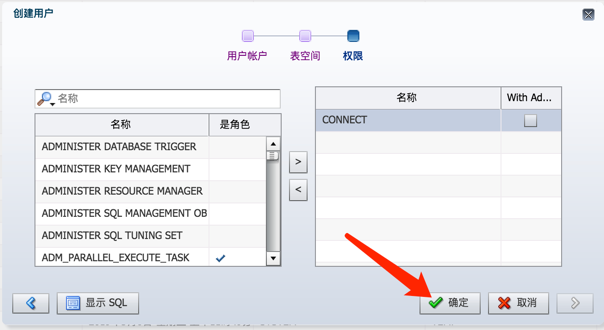 创建用户
用户帐户 表空间 权限
名称
名称 是角色
ADMINISTER DATABASE TRIGGER
ADMINISTER KEY MANAGEMENT
ADMINISTER RESOURCE MANAGER
ADMINISTER SQL MANAGEMENT OB
ADMINISTER SQL TUNING SET
ADM_PARALLEL_EXECUTE_TASK
>
<
名称 With Ad...
CONNECT
显示 SQL
确定 取消